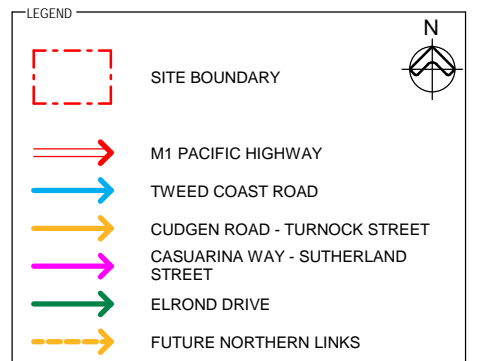 LEGEND
N
SITE BOUNDARY
M1 PACIFIC HIGHWAY
TWEED COAST ROAD
CUDGEN ROAD - TURNOCK STREET
CASUARINA WAY - SUTHERLAND
STREET
ELROND DRIVE
FUTURE NORTHERN LINKS